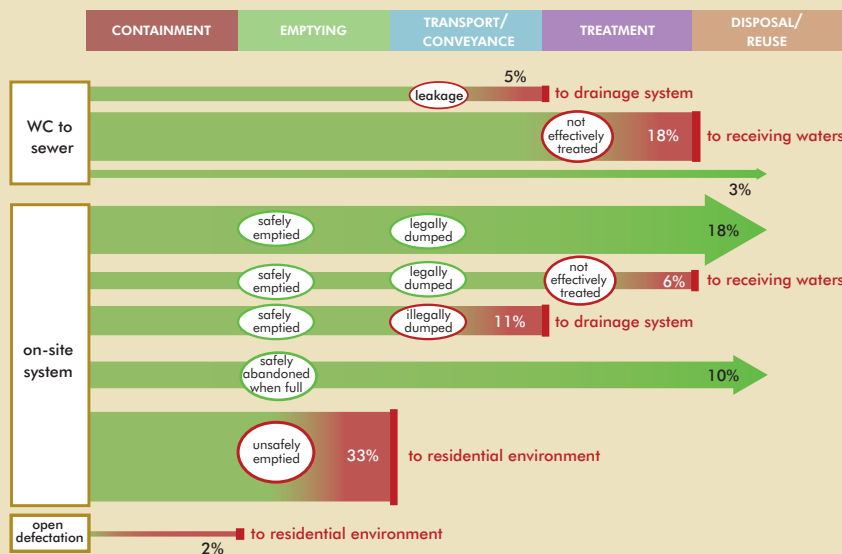 CONTAINMENT
EMPTYING
TRANSPORT/
CONVEYANCE
TREATMENT
DISPOSAL/
REUSE
WC to
sewer
leakage
5%
to drainage system
not
effectively
treated
18%
to receiving waters
3%
on-site
system
safely
emptied
legally
dumped
18%
safely
emptied
legally
dumped
not
effectively
treated
6%
to receiving waters
safely
emptied
illegally
dumped
11%
to drainage system
safely
abandoned
when full
10%
unsafely
emptied
33%
to residential environment
open
defectation
2%
to residential environment